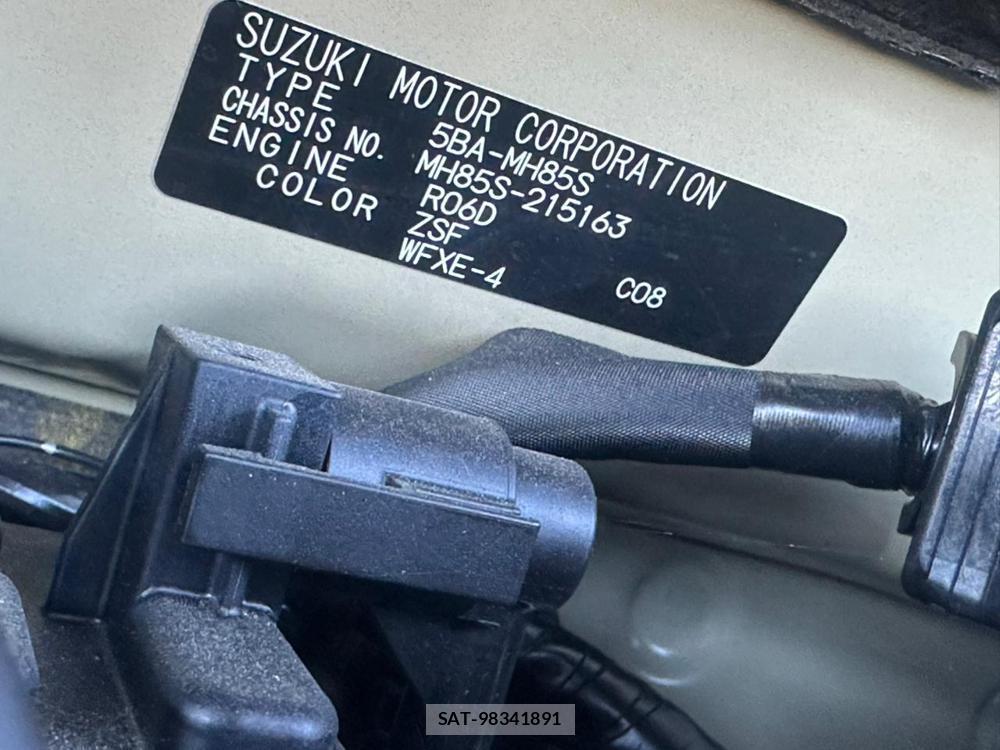 SUZUKI MOTOR CORPORATION
TYPE 5BA-MH85S
CHASSIS NO. MH85S-215163
ENGINE R06D
COLOR ZSF
WFXE-4 C08
SAT-98341891